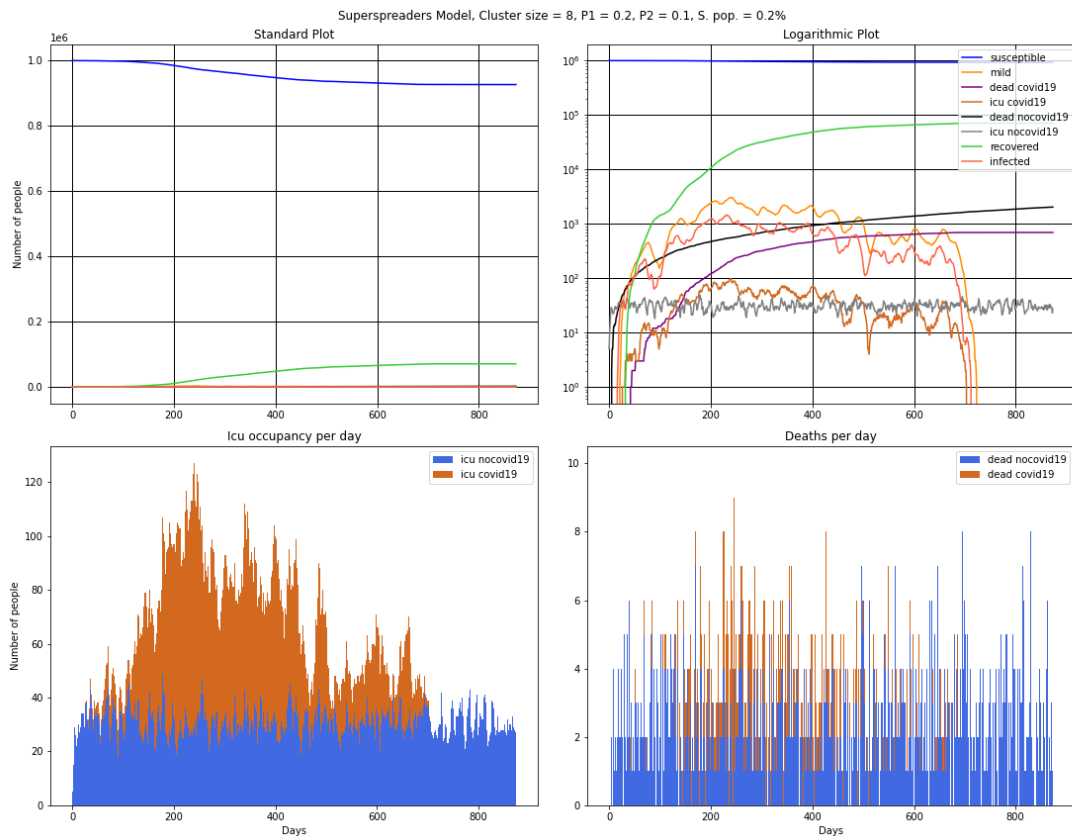 Superspreaders Model, Cluster size = 8, P1 = 0.2, P2 = 0.1, S. pop. = 0.2%
Standard Plot
1e6
1.0
0.8
0.6
0.4
0.2
0.0
Number of people
0 200 400 600 800
Logarithmic Plot
10^6
10^5
10^4
10^3
10^2
10^1
10^0
0 200 400 600 800
susceptible
mild
dead covid19
icu covid19
dead nocovid19
icu nocovid19
recovered
infected
Icu occupancy per day
120
100
80
60
40
20
0
Number of people
0 200 400 600 800
Days
icu nocovid19
icu covid19
Deaths per day
10
8
6
4
2
0
0 200 400 600 800
Days
dead nocovid19
dead covid19